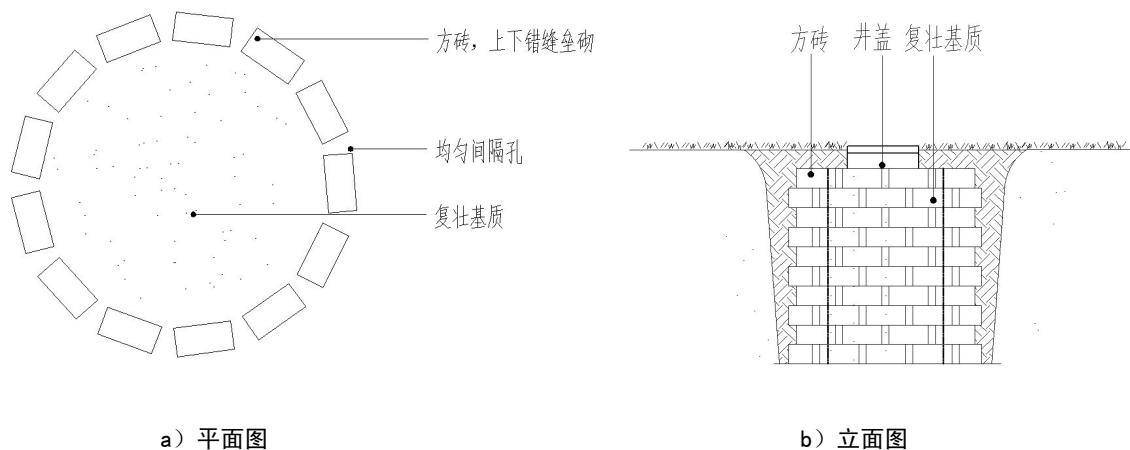 方砖，上下错缝垒砌
均匀间隔孔
复壮基质
a）平面图
方砖 井盖 复壮基质
b）立面图